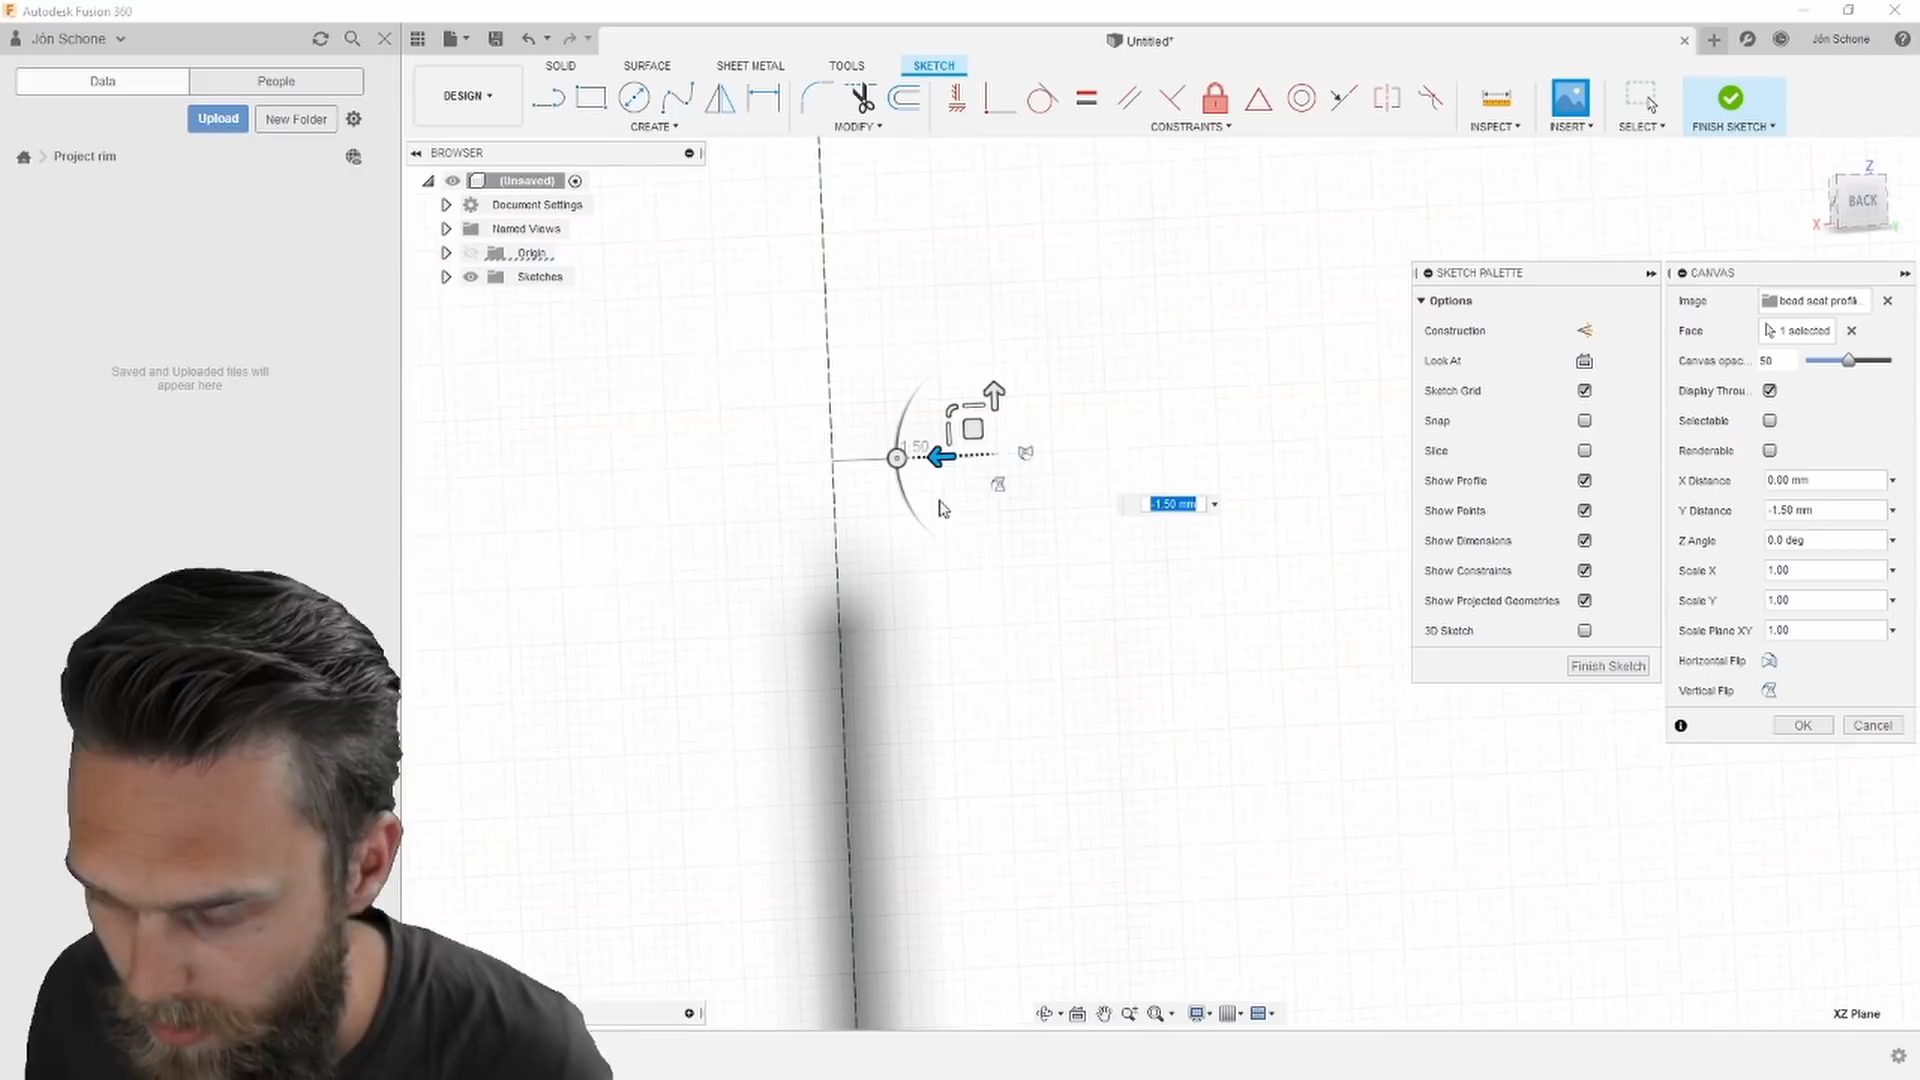 Autodesk Fusion 360
Jón Schone
Untitled*
Jón Schone
SOLID SURFACE SHEET METAL TOOLS SKETCH
Data People
DESIGN
Upload New Folder
CREATE MODIFY CONSTRAINTS INSPECT INSERT SELECT FINISH SKETCH
Project rim
BROWSER
(Unsaved)
Document Settings
Named Views
Origin
Sketches
Z
BACK
X
Y
Saved and Uploaded files will
appear here
1.50
-1.50 mm
SKETCH PALETTE
Options
Construction
Look At
Sketch Grid
Snap
Slice
Show Profile
Show Points
Show Dimensions
Show Constraints
Show Projected Geometries
3D Sketch
Finish Sketch
CANVAS
Image bead seat profil...
Face 1 selected
Canvas opac... 50
Display Throu...
Selectable
Renderable
X Distance 0.00 mm
Y Distance -1.50 mm
Z Angle 0.0 deg
Scale X 1.00
Scale Y 1.00
Scale Plane XY 1.00
Horizontal Flip
Vertical Flip
OK Cancel
XZ Plane